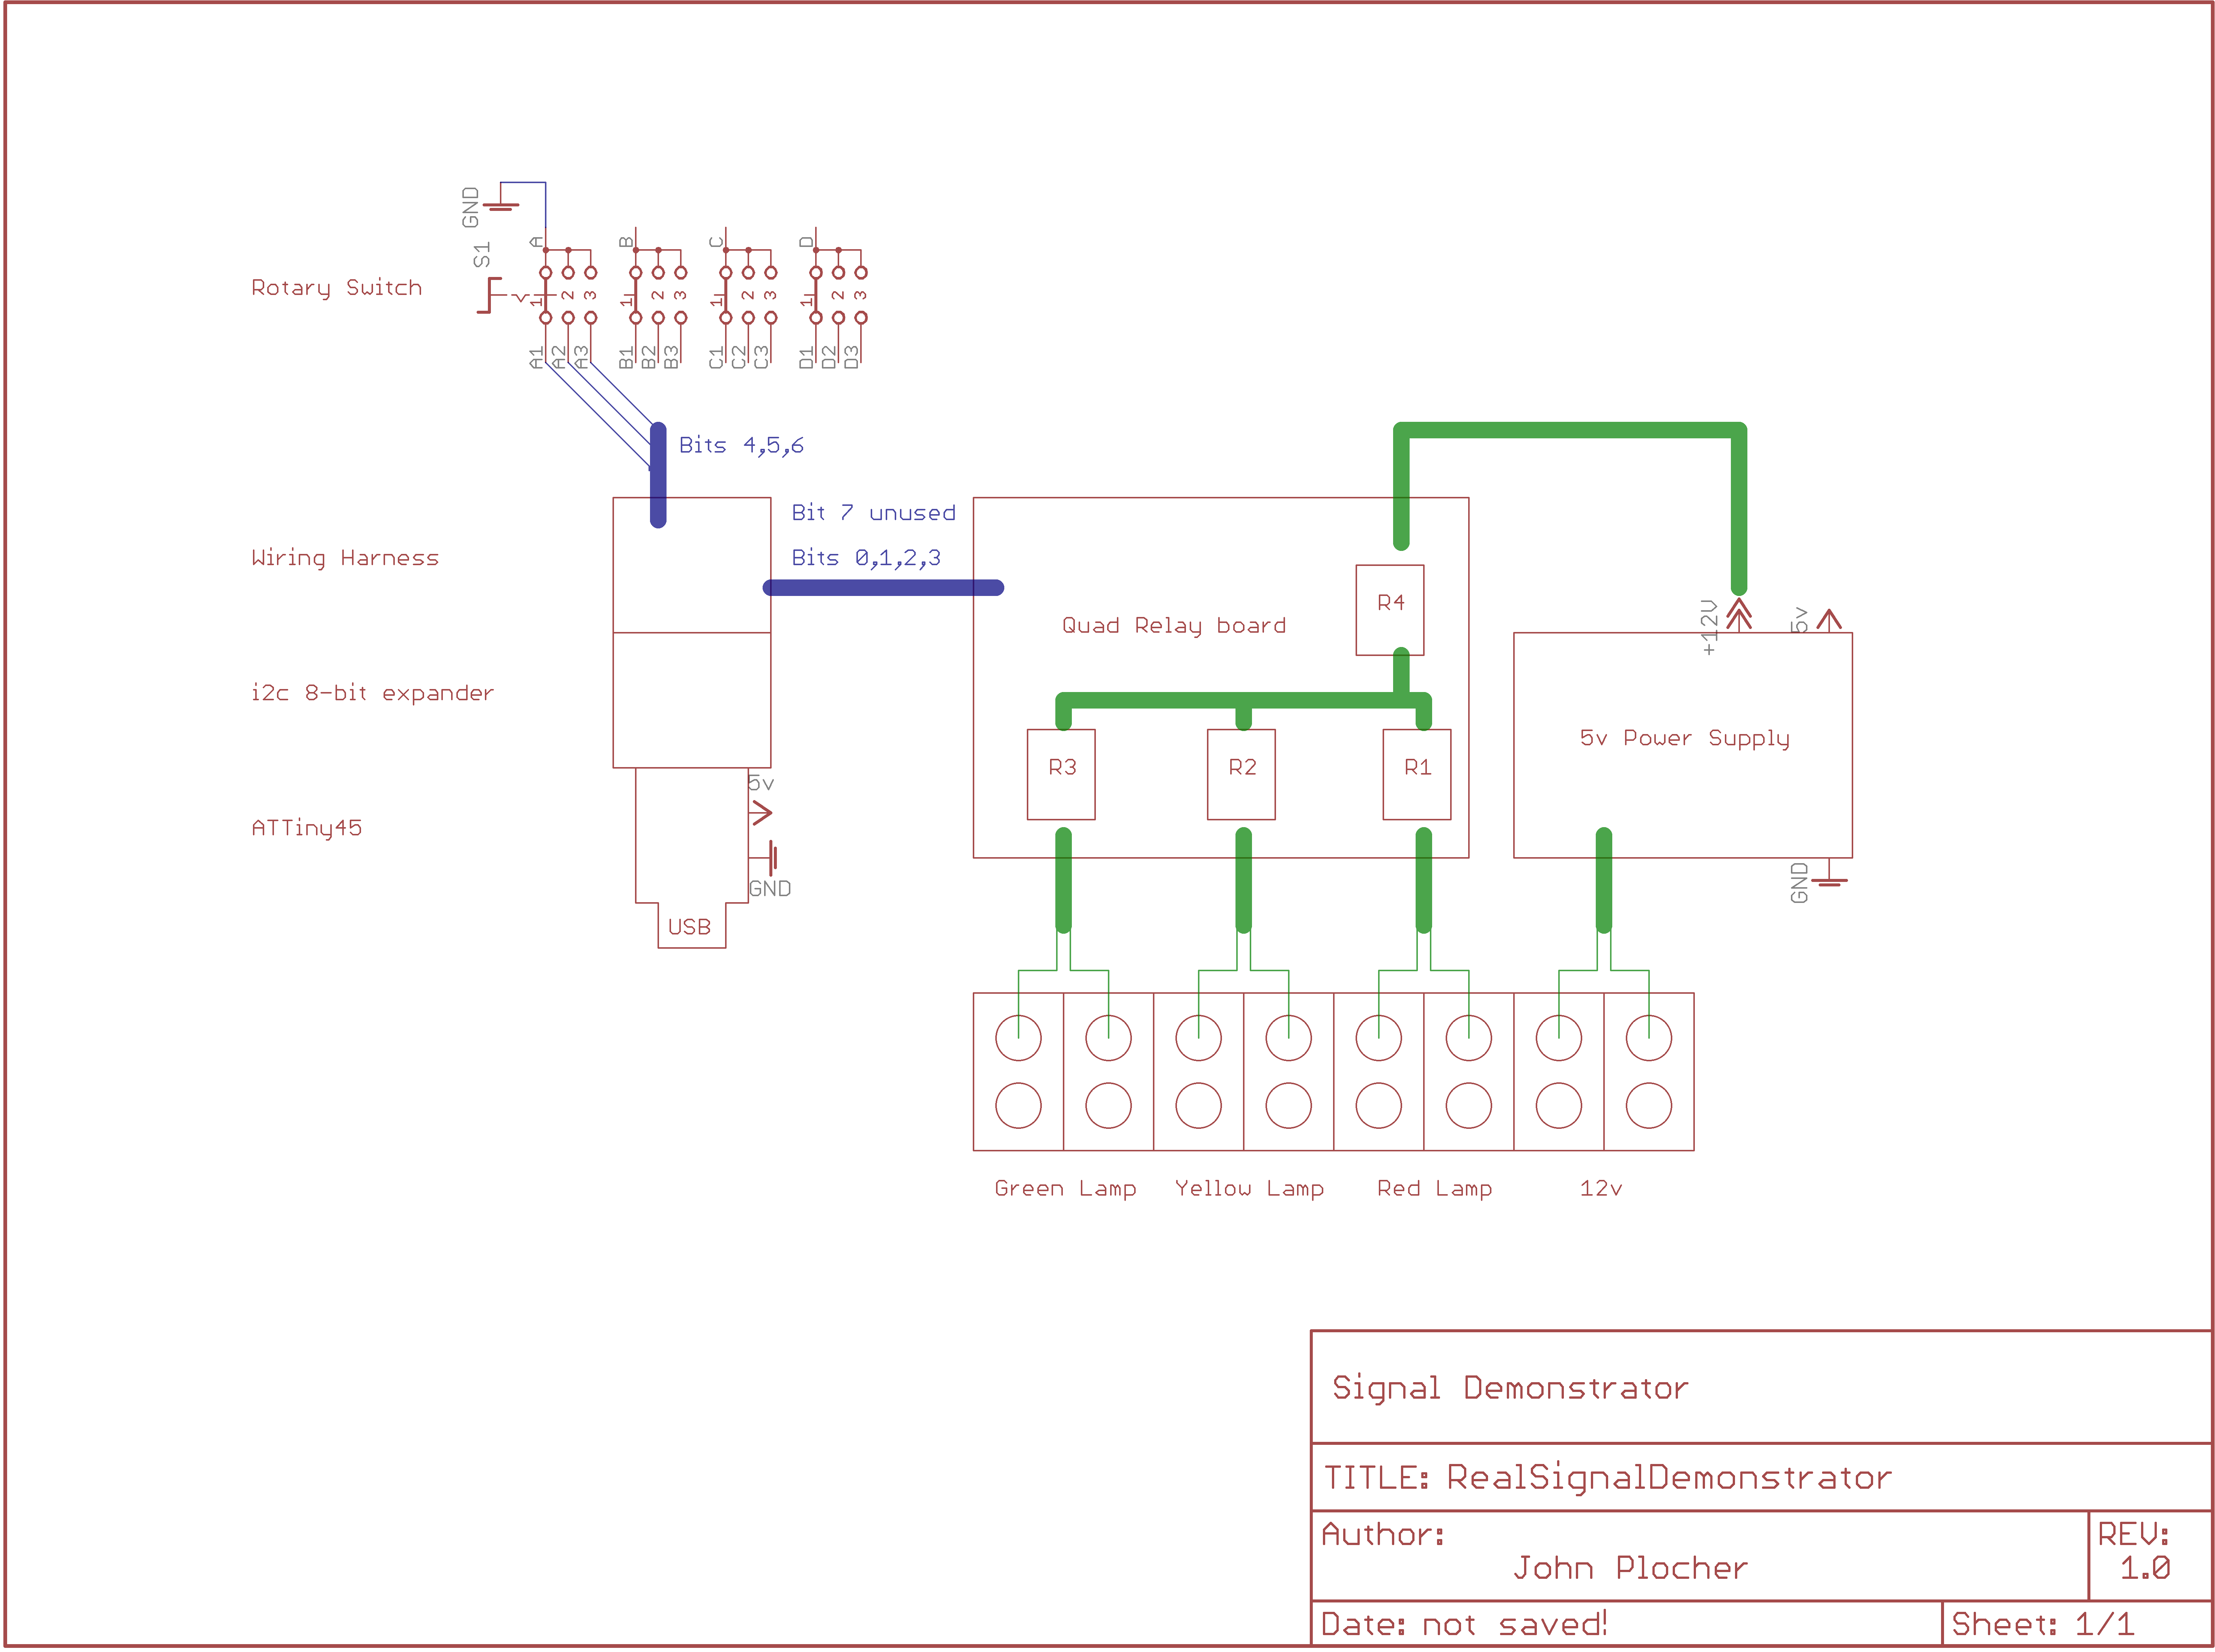 GND
S1
A
B
C
D
Rotary Switch
1 2 3 1 2 3 1 2 3 1 2 3
A1 A2 A3 B1 B2 B3 C1 C2 C3 D1 D2 D3
Bits 4,5,6
Bit 7 unused
Wiring Harness
Bits 0,1,2,3
R4
Quad Relay board
+12V
5v
i2c 8-bit expander
5v Power Supply
R3
R2
R1
5v
ATTiny45
GND
GND
USB
Green Lamp
Yellow Lamp
Red Lamp
12v
Signal Demonstrator
TITLE: RealSignalDemonstrator
Author:
John Plocher
REV:
1.0
Date: not saved!
Sheet: 1/1